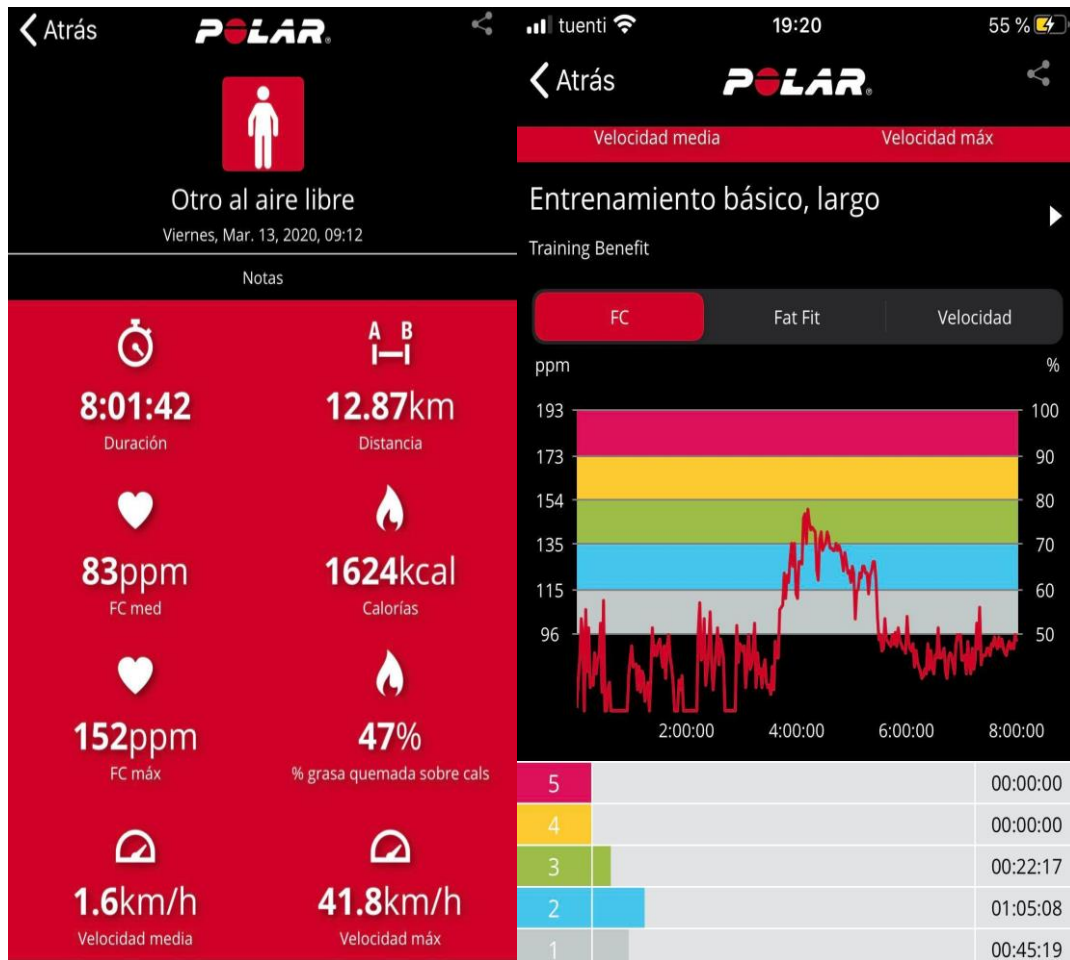 Atrás
POLAR
Otro al aire libre
Viernes, Mar. 13, 2020, 09:12
Notas
A B
8:01:42
12.87km
Duración
Distancia
83ppm
1624kcal
FC med
Calorías
152ppm
47%
FC máx
% grasa quemada sobre cals
1.6km/h
41.8km/h
Velocidad media
Velocidad máx
tuenti
19:20
55 %
Atrás
POLAR
Velocidad media
Velocidad máx
Entrenamiento básico, largo
Training Benefit
FC
Fat Fit
Velocidad
ppm
%
193
100
173
90
154
80
135
70
115
60
96
50
2:00:00
4:00:00
6:00:00
8:00:00
5
00:00:00
4
00:00:00
3
00:22:17
2
01:05:08
1
00:45:19